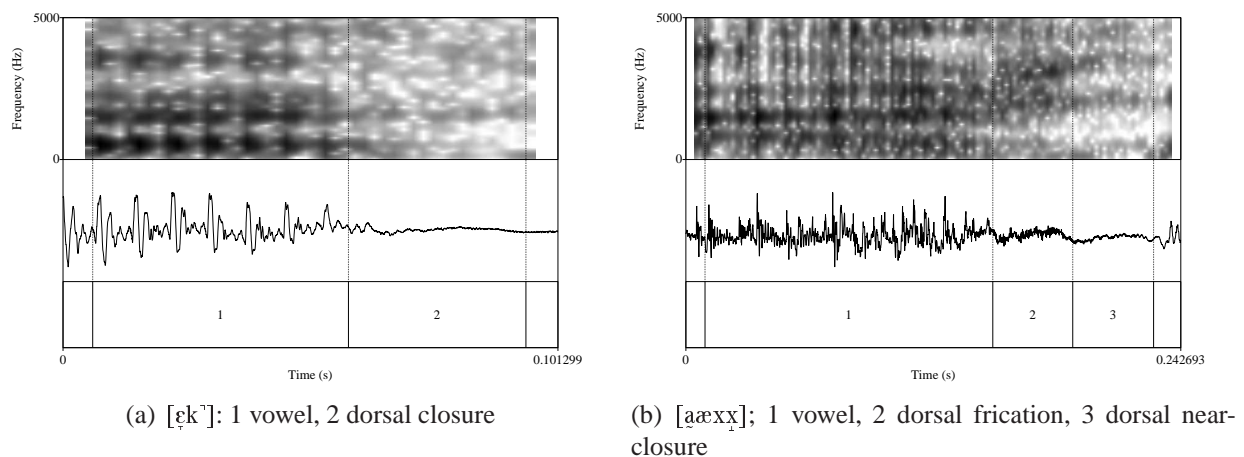 5000
Frequency (Hz)
0
1 2
0 0.101299
Time (s)
(a) [ɛ̞k̚]: 1 vowel, 2 dorsal closure
5000
Frequency (Hz)
0
1 2 3
0 0.242693
Time (s)
(b) [a̰æxx̝]; 1 vowel, 2 dorsal frication, 3 dorsal near-
closure